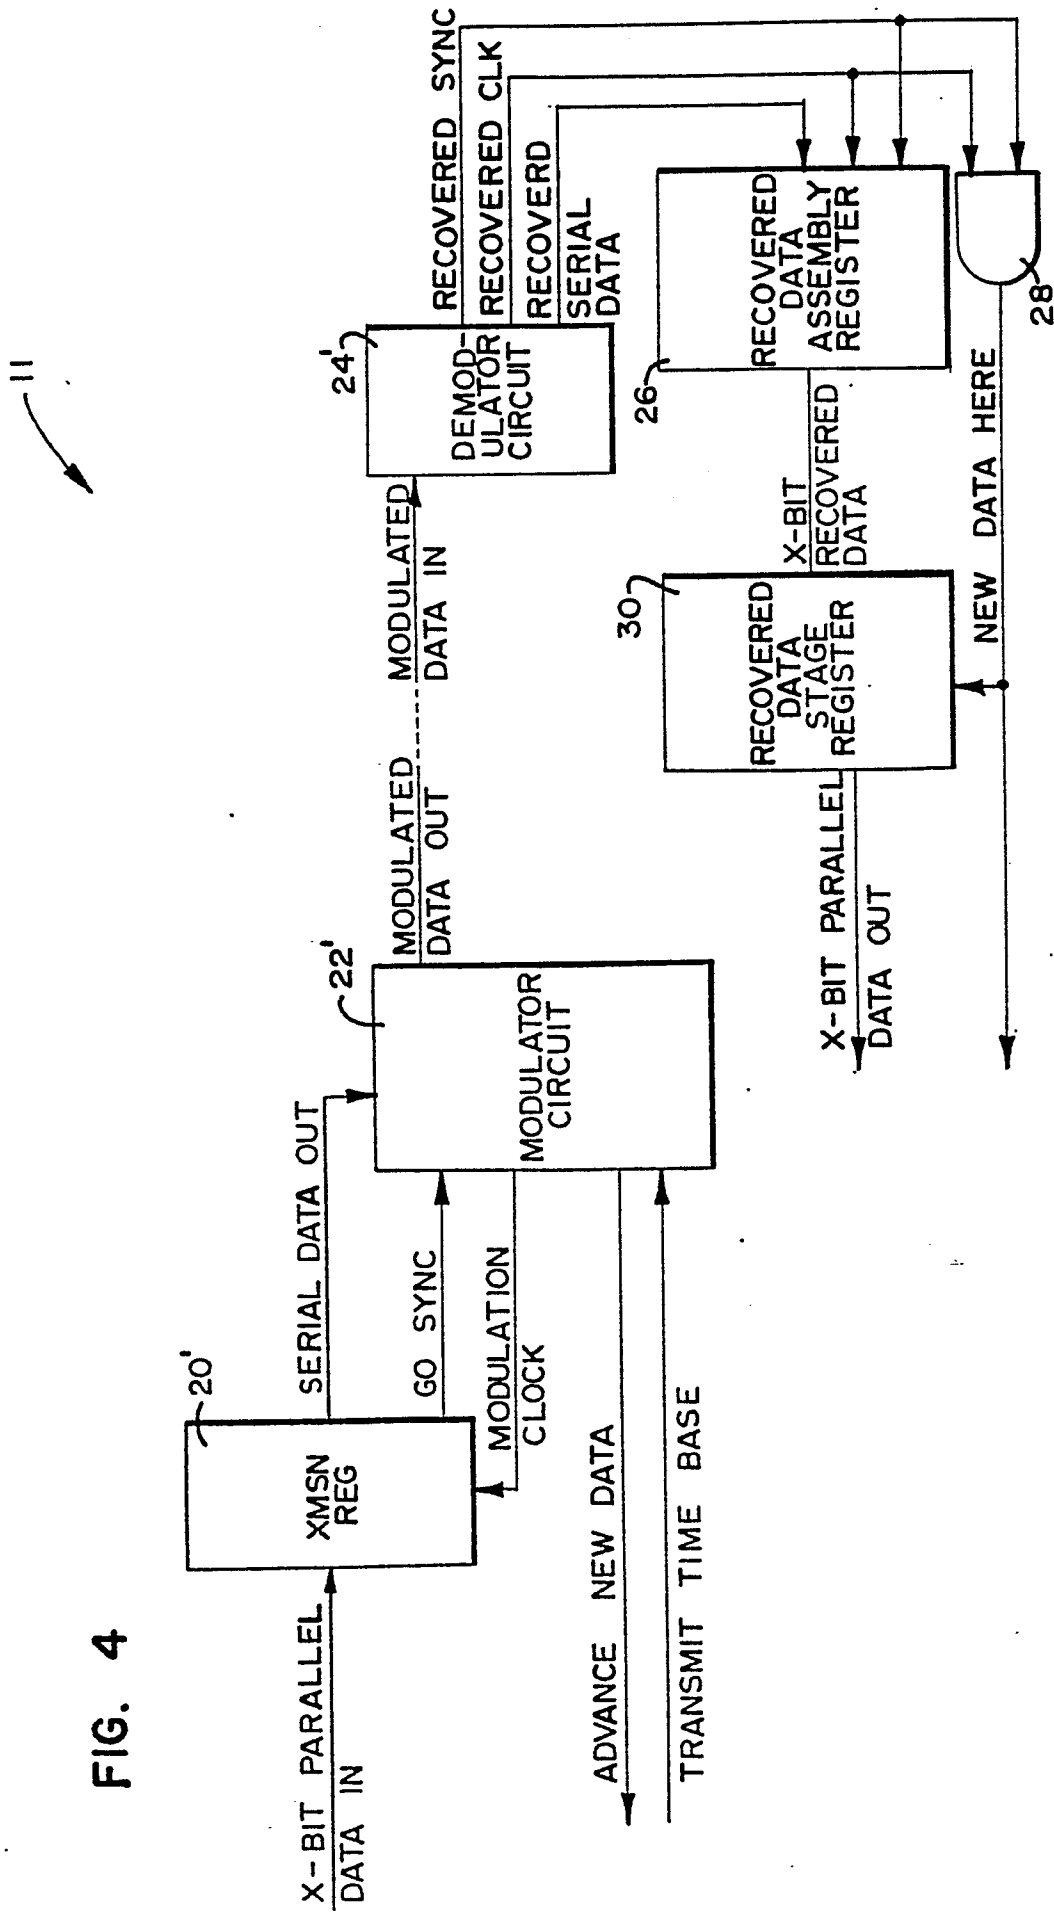 FIG. 4
11
X-BIT PARALLEL
DATA IN
XMSN
REG
20'
SERIAL DATA OUT
GO SYNC
MODULATION
CLOCK
ADVANCE NEW DATA
TRANSMIT TIME BASE
22'
MODULATOR
CIRCUIT
MODULATED
DATA OUT
MODULATED
DATA IN
24'
DEMOD-
ULATOR
CIRCUIT
RECOVERED SYNC
RECOVERED CLK
RECOVERD
SERIAL
DATA
26
RECOVERED
DATA
ASSEMBLY
REGISTER
28
X-BIT
RECOVERED
DATA
NEW DATA HERE
30
RECOVERED
DATA
STAGE
REGISTER
X-BIT PARALLEL
DATA OUT